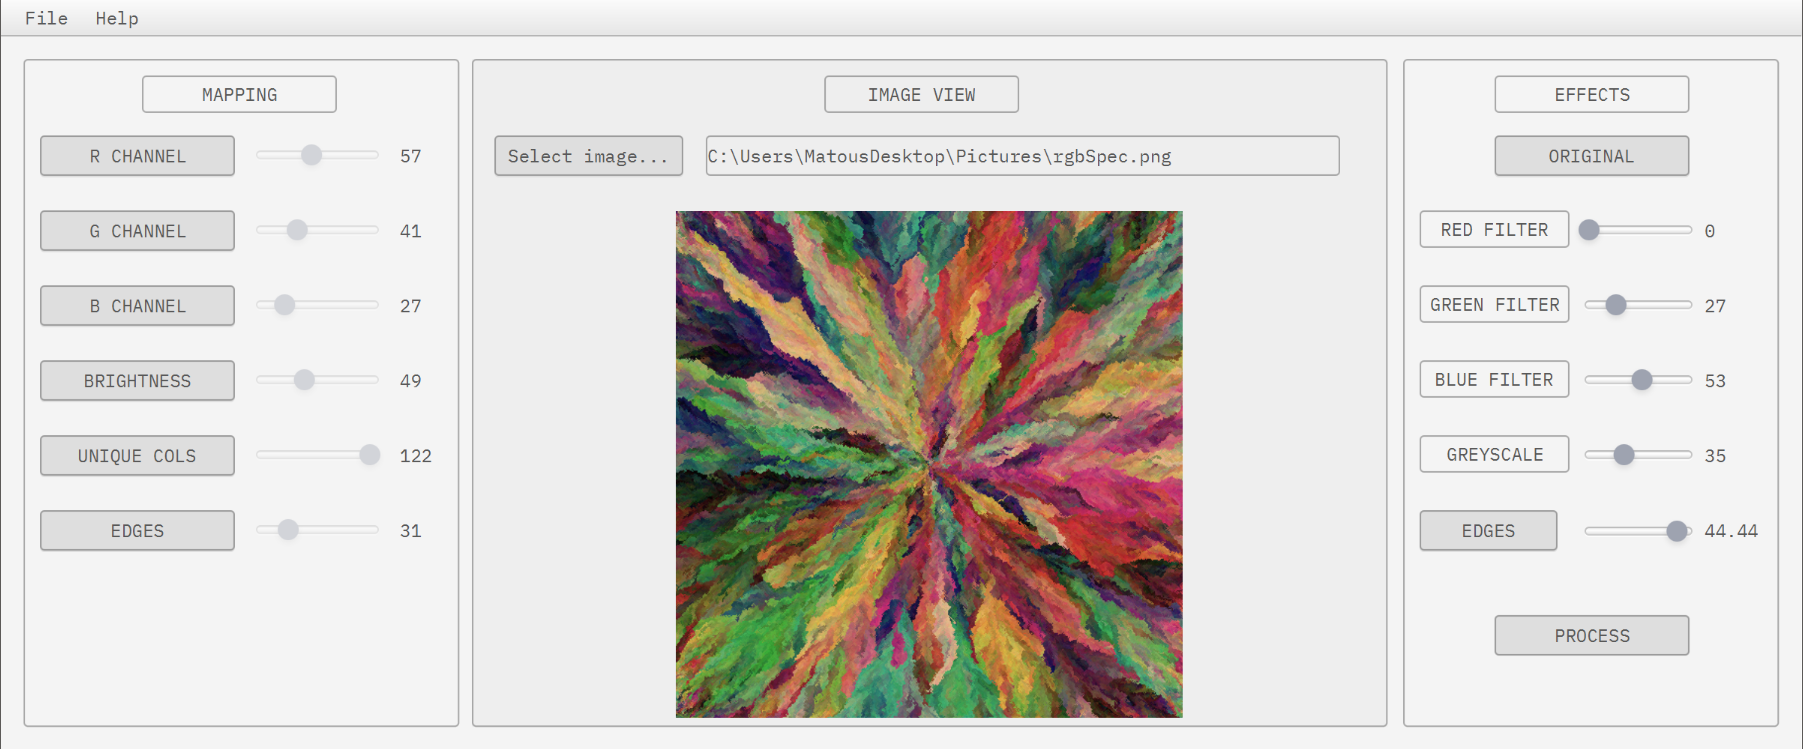 File Help
MAPPING
R CHANNEL 57
G CHANNEL 41
B CHANNEL 27
BRIGHTNESS 49
UNIQUE COLS 122
EDGES 31
IMAGE VIEW
Select image... C:\Users\MatousDesktop\Pictures\rgbSpec.png
EFFECTS
ORIGINAL
RED FILTER 0
GREEN FILTER 27
BLUE FILTER 53
GREYSCALE 35
EDGES 44.44
PROCESS